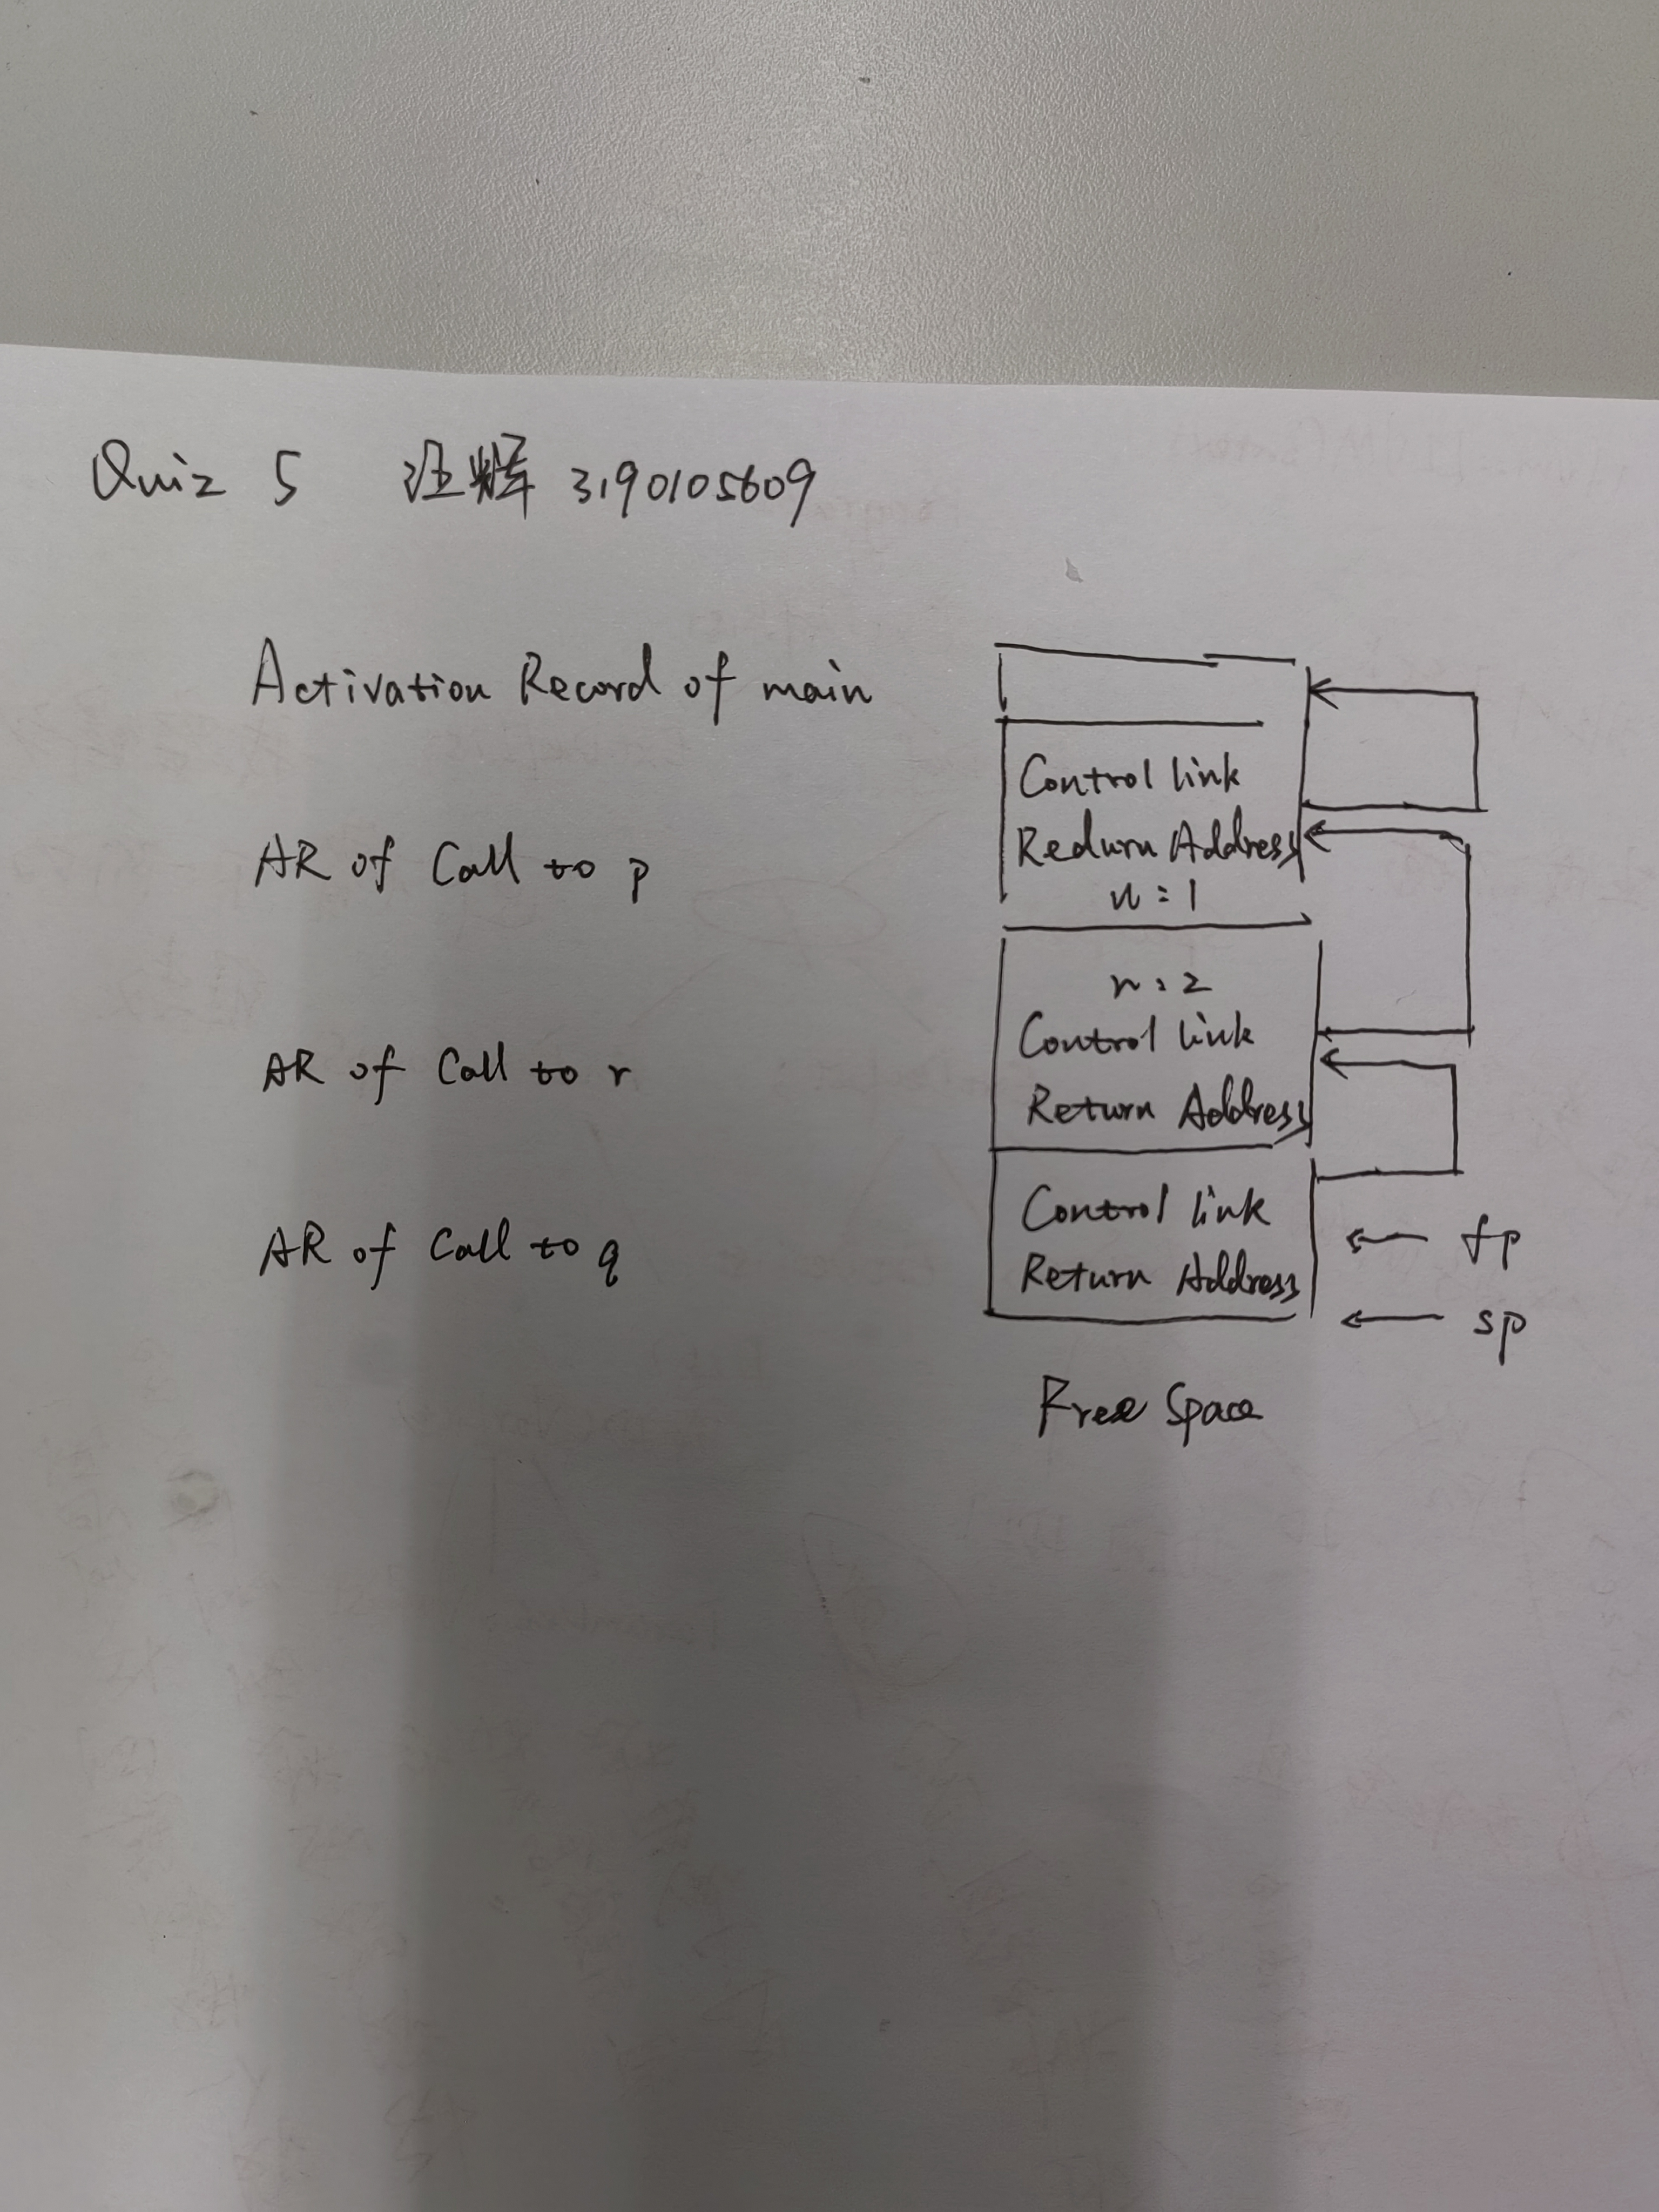 Quiz 5 汪辉 3190105609
Activation Record of main
Control link
AR of Call to p
Redurn Address
n=1
n=2
Control link
AR of Call to r
Return Address
Control link
AR of Call to q
← fp
Return Address
← sp
Free Space